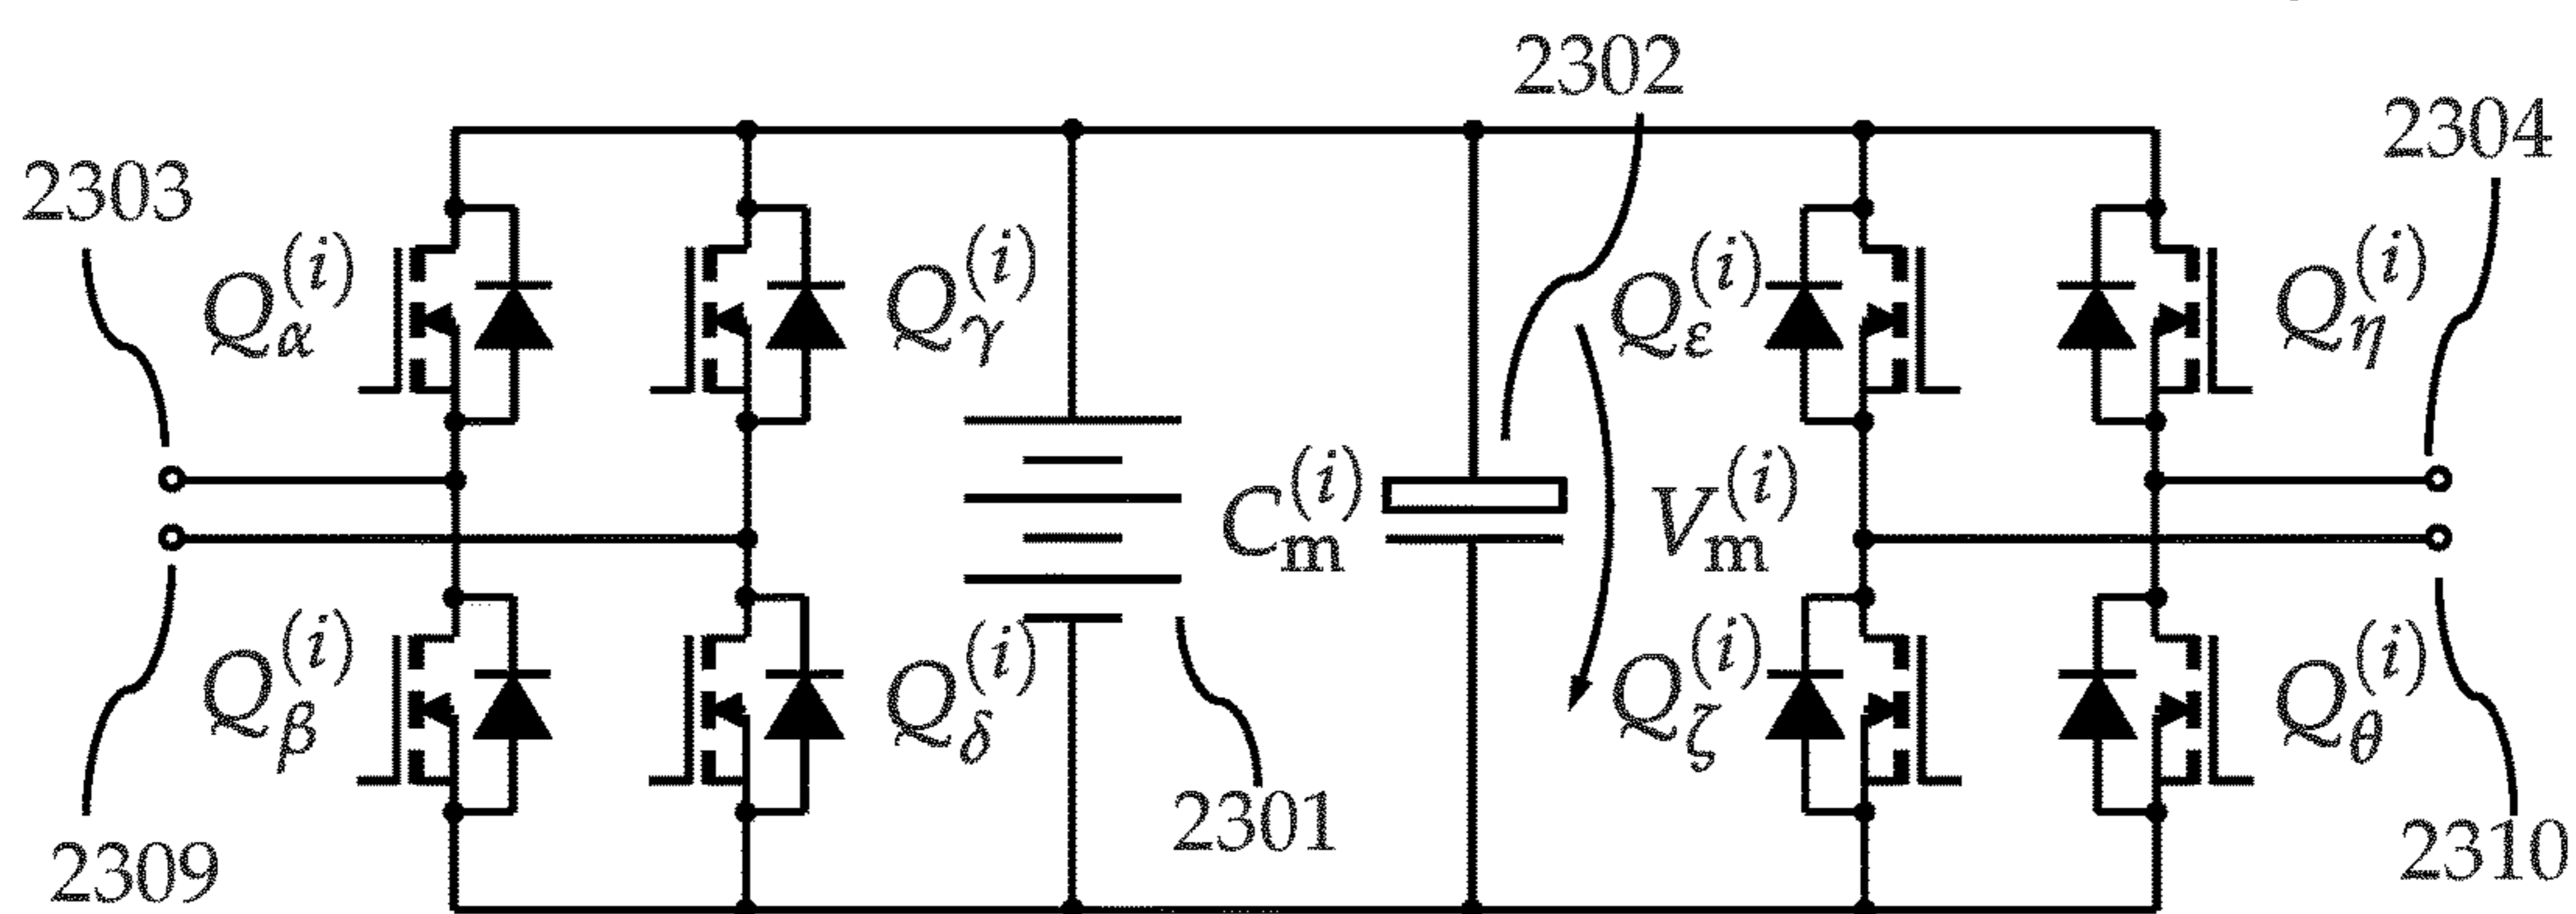 2302
2304
2303
Q_α^(i)
Q_γ^(i)
Q_ε^(i)
Q_η^(i)
C_m^(i)
V_m^(i)
Q_β^(i)
Q_δ^(i)
Q_ζ^(i)
Q_θ^(i)
2301
2309
2310